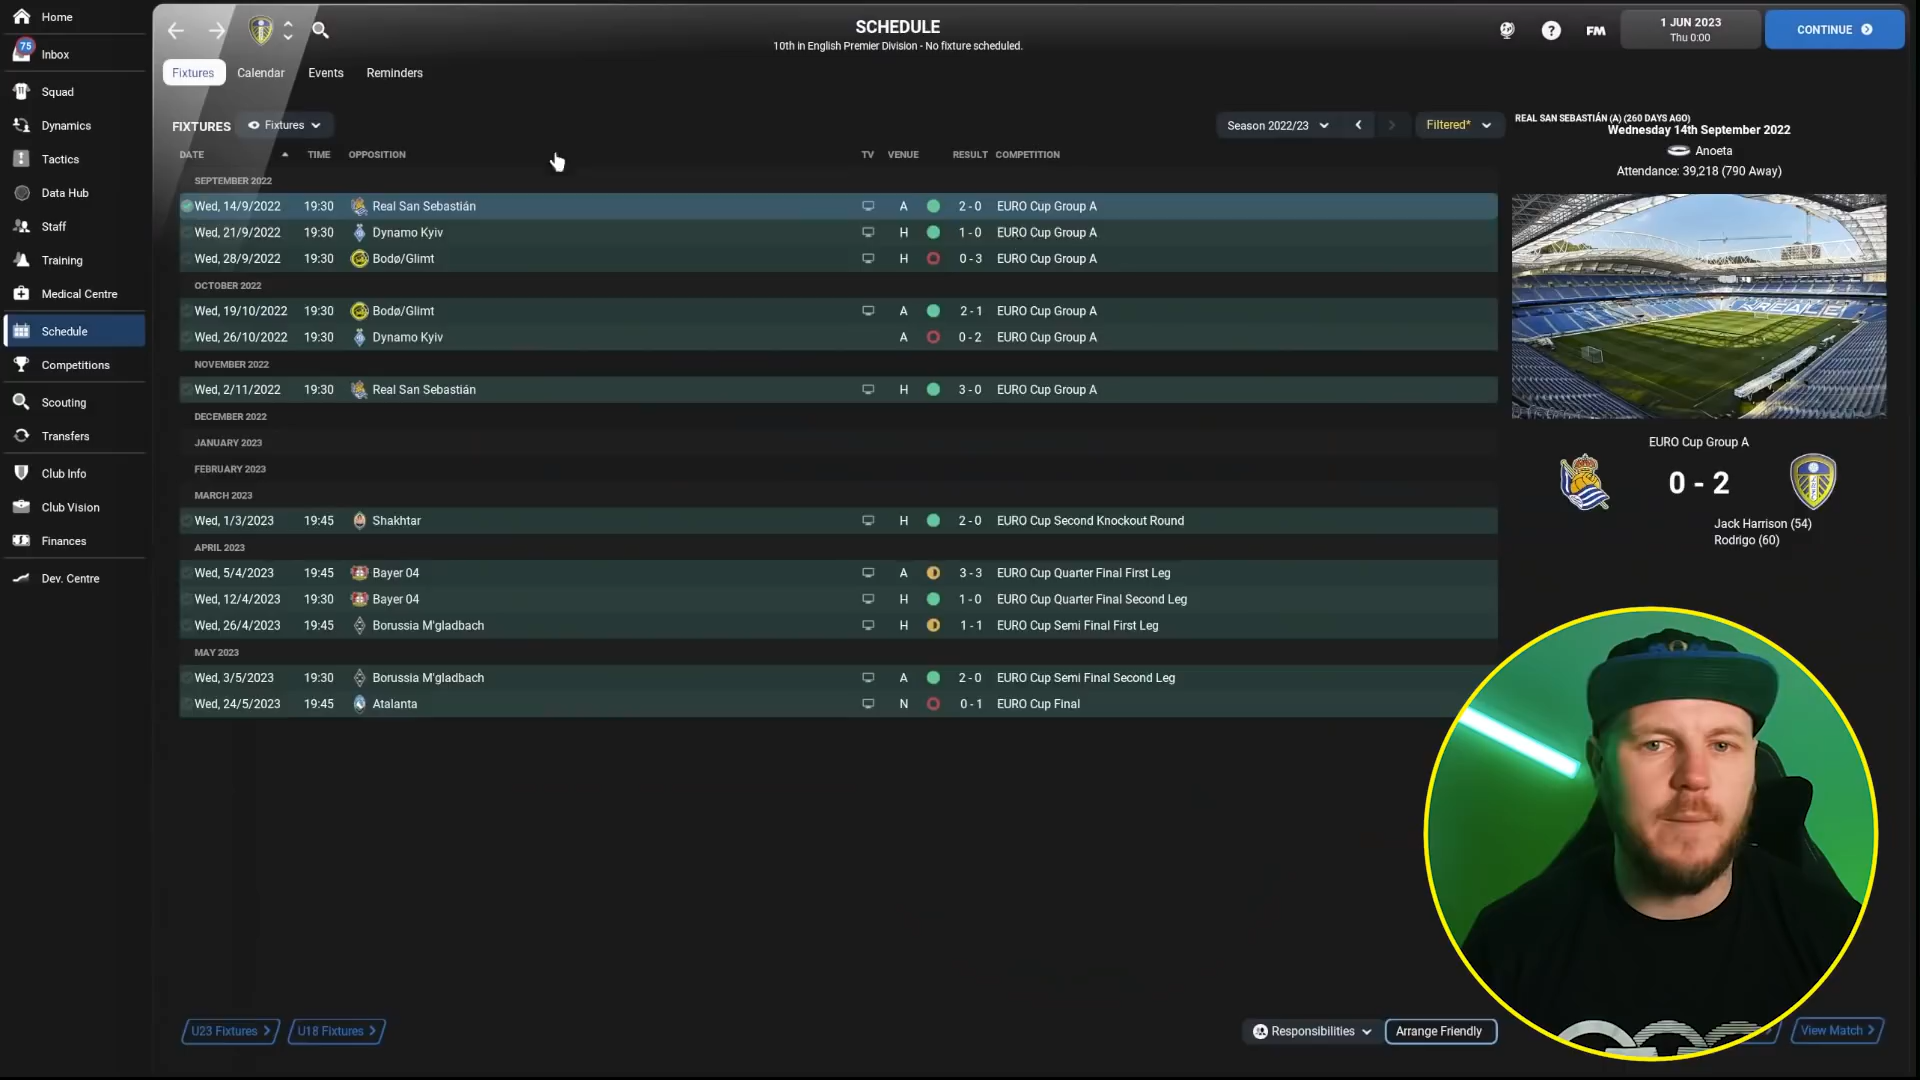 Home
75
Inbox
Squad
Dynamics
Tactics
Data Hub
Staff
Training
Medical Centre
Schedule
Competitions
Scouting
Transfers
Club Info
Club Vision
Finances
Dev. Centre
SCHEDULE
10th in English Premier Division - No fixture scheduled.
? FM
1 JUN 2023
Thu 0:00
CONTINUE
Fixtures Calendar Events Reminders
FIXTURES Fixtures
Season 2022/23 Filtered*
DATE TIME OPPOSITION TV VENUE RESULT COMPETITION
SEPTEMBER 2022
Wed, 14/9/2022 19:30 Real San Sebastián A 2 - 0 EURO Cup Group A
Wed, 21/9/2022 19:30 Dynamo Kyiv H 1 - 0 EURO Cup Group A
Wed, 28/9/2022 19:30 Bodø/Glimt H 0 - 3 EURO Cup Group A
OCTOBER 2022
Wed, 19/10/2022 19:30 Bodø/Glimt A 2 - 1 EURO Cup Group A
Wed, 26/10/2022 19:30 Dynamo Kyiv A 0 - 2 EURO Cup Group A
NOVEMBER 2022
Wed, 2/11/2022 19:30 Real San Sebastián H 3 - 0 EURO Cup Group A
DECEMBER 2022
JANUARY 2023
FEBRUARY 2023
MARCH 2023
Wed, 1/3/2023 19:45 Shakhtar H 2 - 0 EURO Cup Second Knockout Round
APRIL 2023
Wed, 5/4/2023 19:45 Bayer 04 A 3 - 3 EURO Cup Quarter Final First Leg
Wed, 12/4/2023 19:30 Bayer 04 H 1 - 0 EURO Cup Quarter Final Second Leg
Wed, 26/4/2023 19:45 Borussia M'gladbach H 1 - 1 EURO Cup Semi Final First Leg
MAY 2023
Wed, 3/5/2023 19:30 Borussia M'gladbach A 2 - 0 EURO Cup Semi Final Second Leg
Wed, 24/5/2023 19:45 Atalanta N 0 - 1 EURO Cup Final
REAL SAN SEBASTIÁN (A) (260 DAYS AGO)
Wednesday 14th September 2022
Anoeta
Attendance: 39,218 (790 Away)
REALE
EURO Cup Group A
0 - 2
Jack Harrison (54)
Rodrigo (60)
U23 Fixtures U18 Fixtures
Responsibilities Arrange Friendly View Match